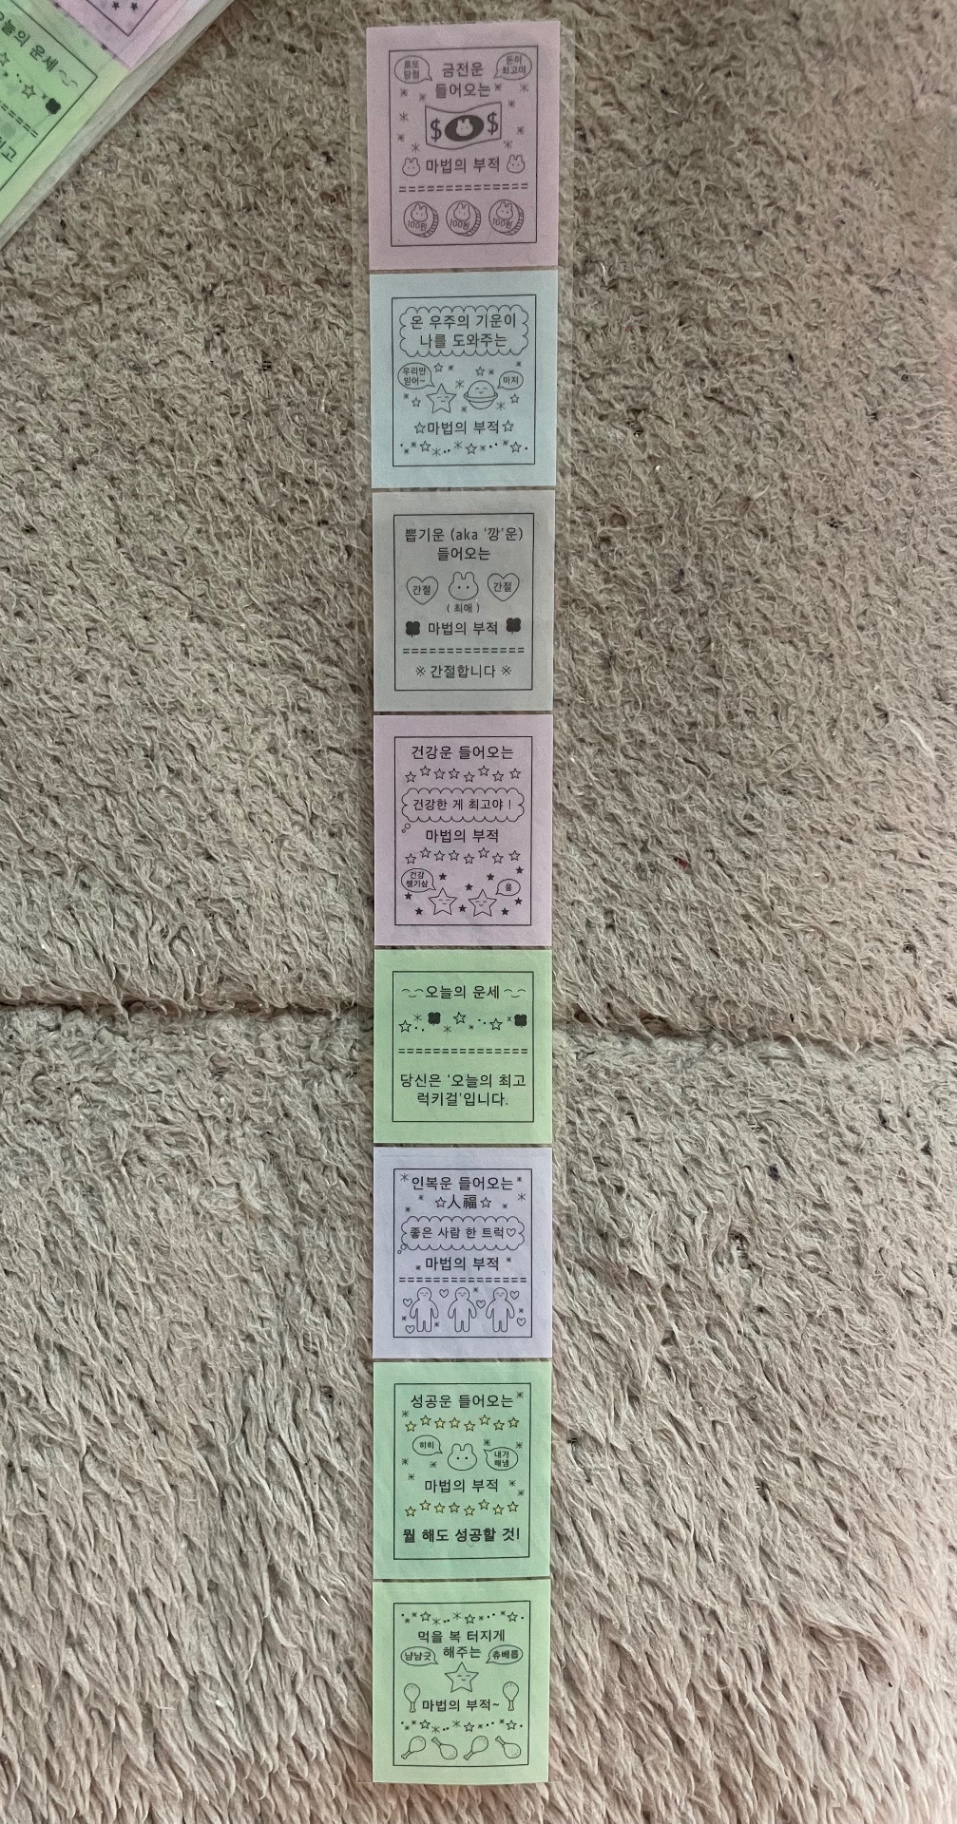 늘의 운세
고
로또
당첨
금전운
돈이
최고야
들어오는
$ $
마법의 부적
100원 100원 100원
온 우주의 기운이
나를 도와주는
우리만
믿어~
마지
☆마법의 부적☆
뽑기운 (aka '깡'운)
들어오는
간절
간절
(최애)
마법의 부적
※ 간절합니다 ※
건강운 들어오는
건강한 게 최고야!
마법의 부적
건강
챙기삼
웅
오늘의 운세
당신은 '오늘의 최고
럭키걸'입니다.
인복운 들어오는
☆人福☆
좋은 사람 한 트럭♡
마법의 부적
성공운 들어오는
히히
내가
해냄
마법의 부적
뭘 해도 성공할 것!
먹을 복 터지게
냠냠굿
해주는
츄베릅
마법의 부적~